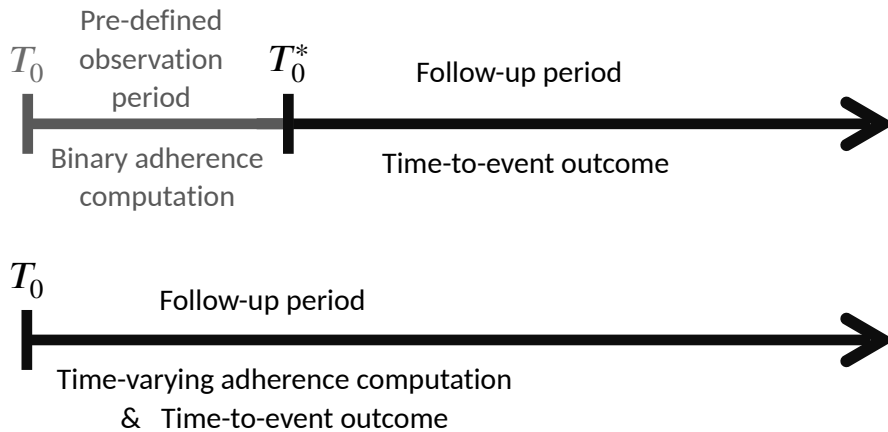 Pre-defined
observation
period
T₀
T₀*
Follow-up period
Binary adherence
computation
Time-to-event outcome
T₀
Follow-up period
Time-varying adherence computation
& Time-to-event outcome